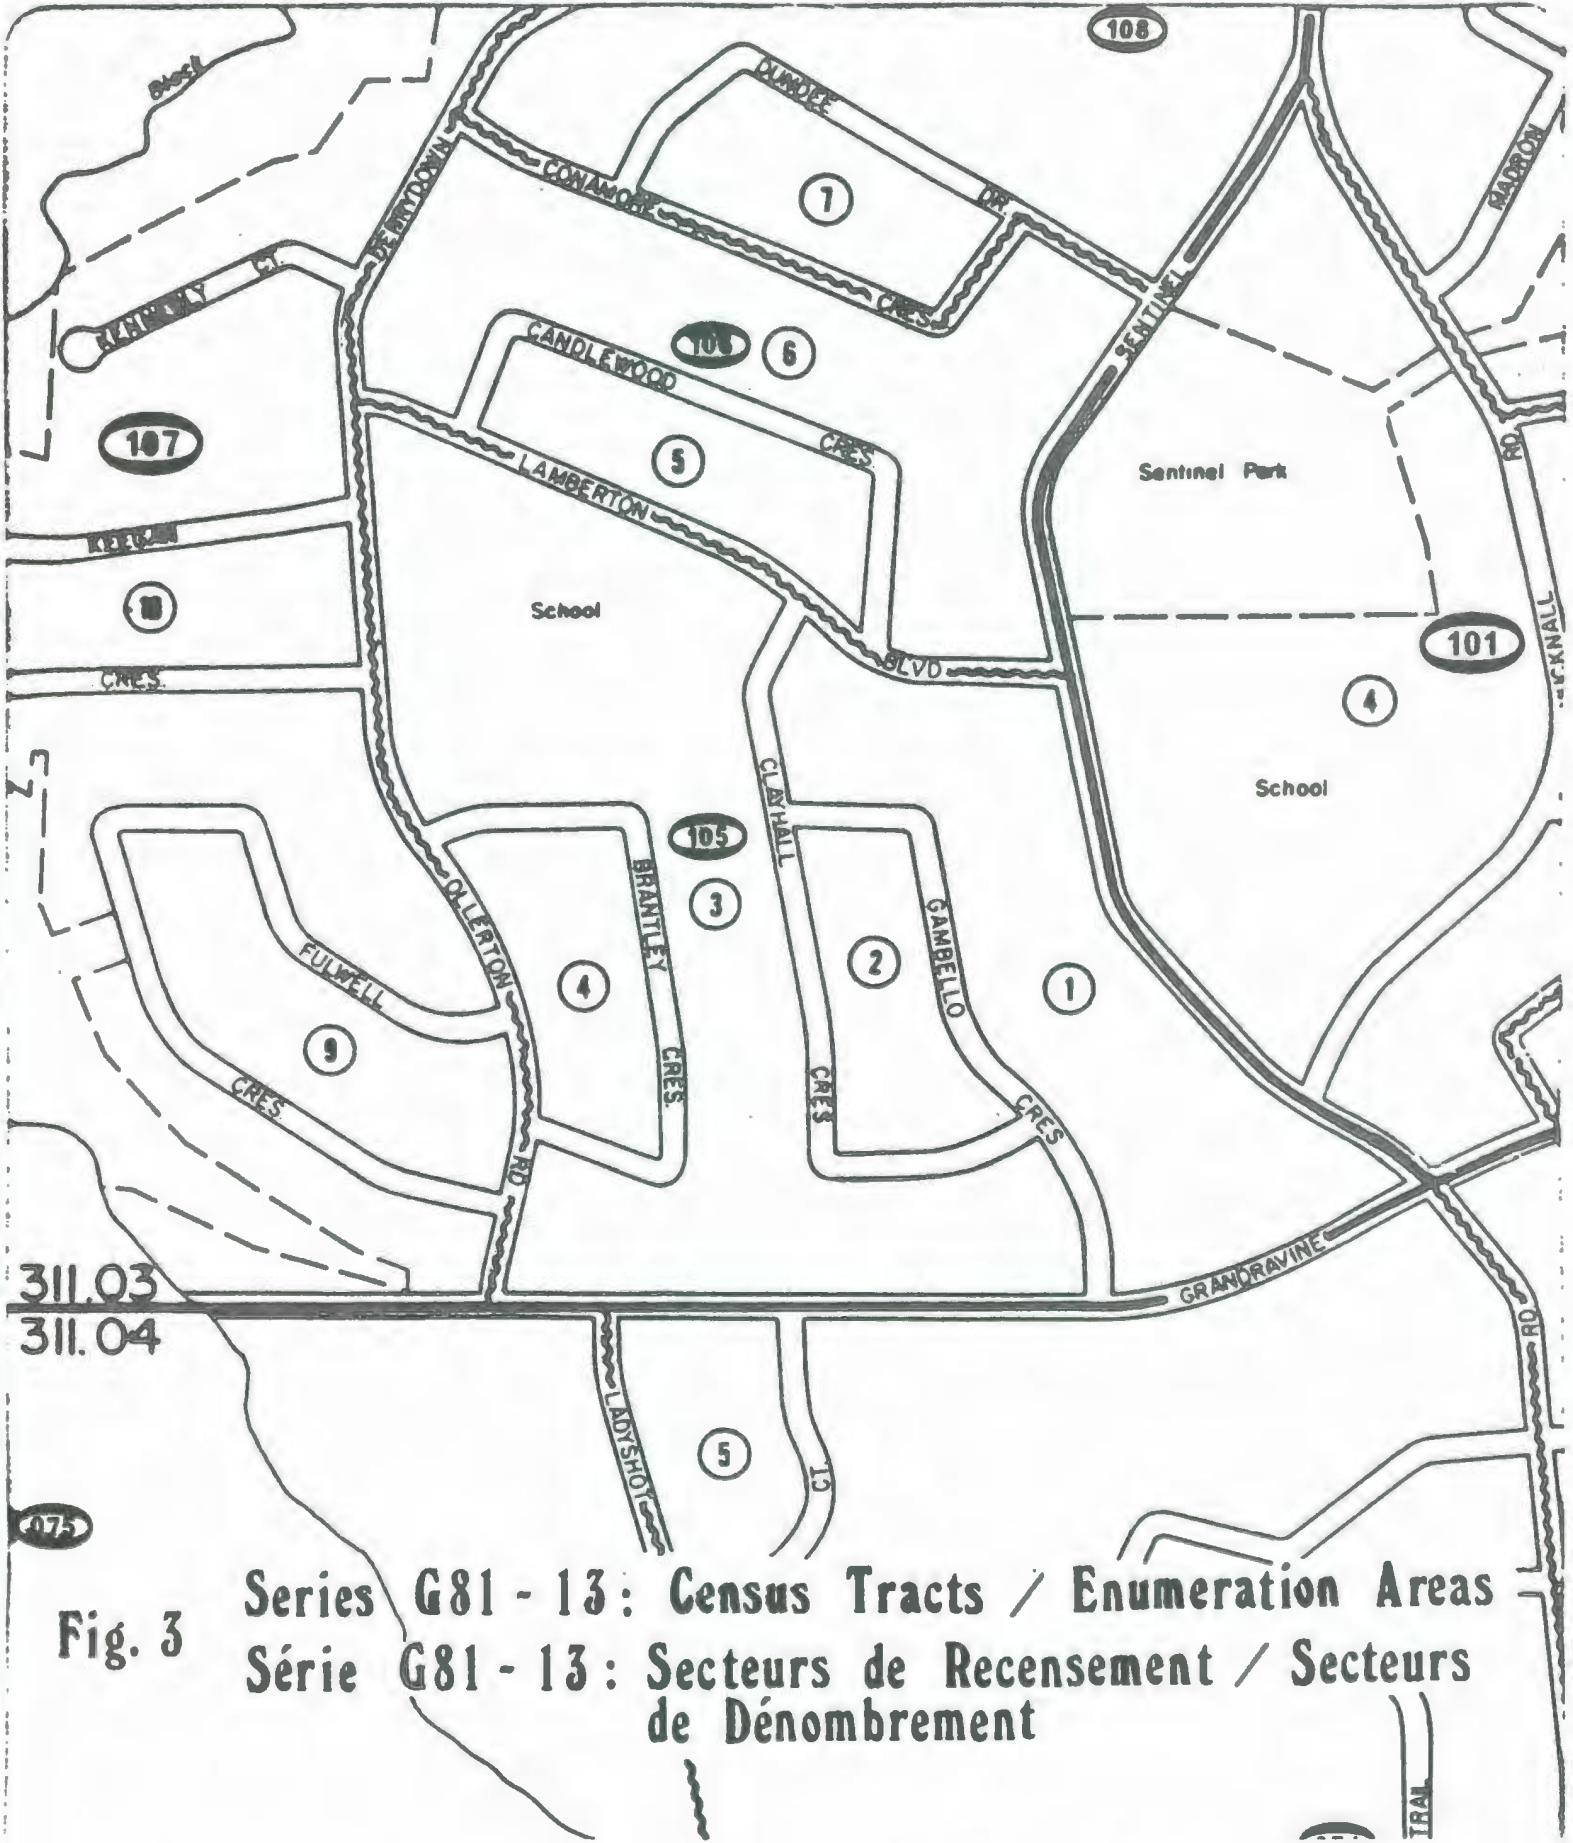 108
DUNDEE
DERRYDOWN
MADRON
CONAMORE
7
DR.
CT.
CRES.
SENTINEL
CANDLEWOOD
106
6
107
CRES.
5
RD.
LAMBERTON
Sentinel Park
School
101
BLVD
CRES.
4
CLAYHALL
School
105
BRANTLEY
3
OLLERTON
GAMBELLO
FULWELL
4
2
1
9
CRES.
CRES.
CRES
CRES
RD
311.03
GRANDRAVINE
311.04
RD.
LADYSHOT
5
CT.
075
Fig. 3
Series G81 - 13: Census Tracts / Enumeration Areas
Série G81 - 13: Secteurs de Recensement / Secteurs
de Dénombrement
TRAIL